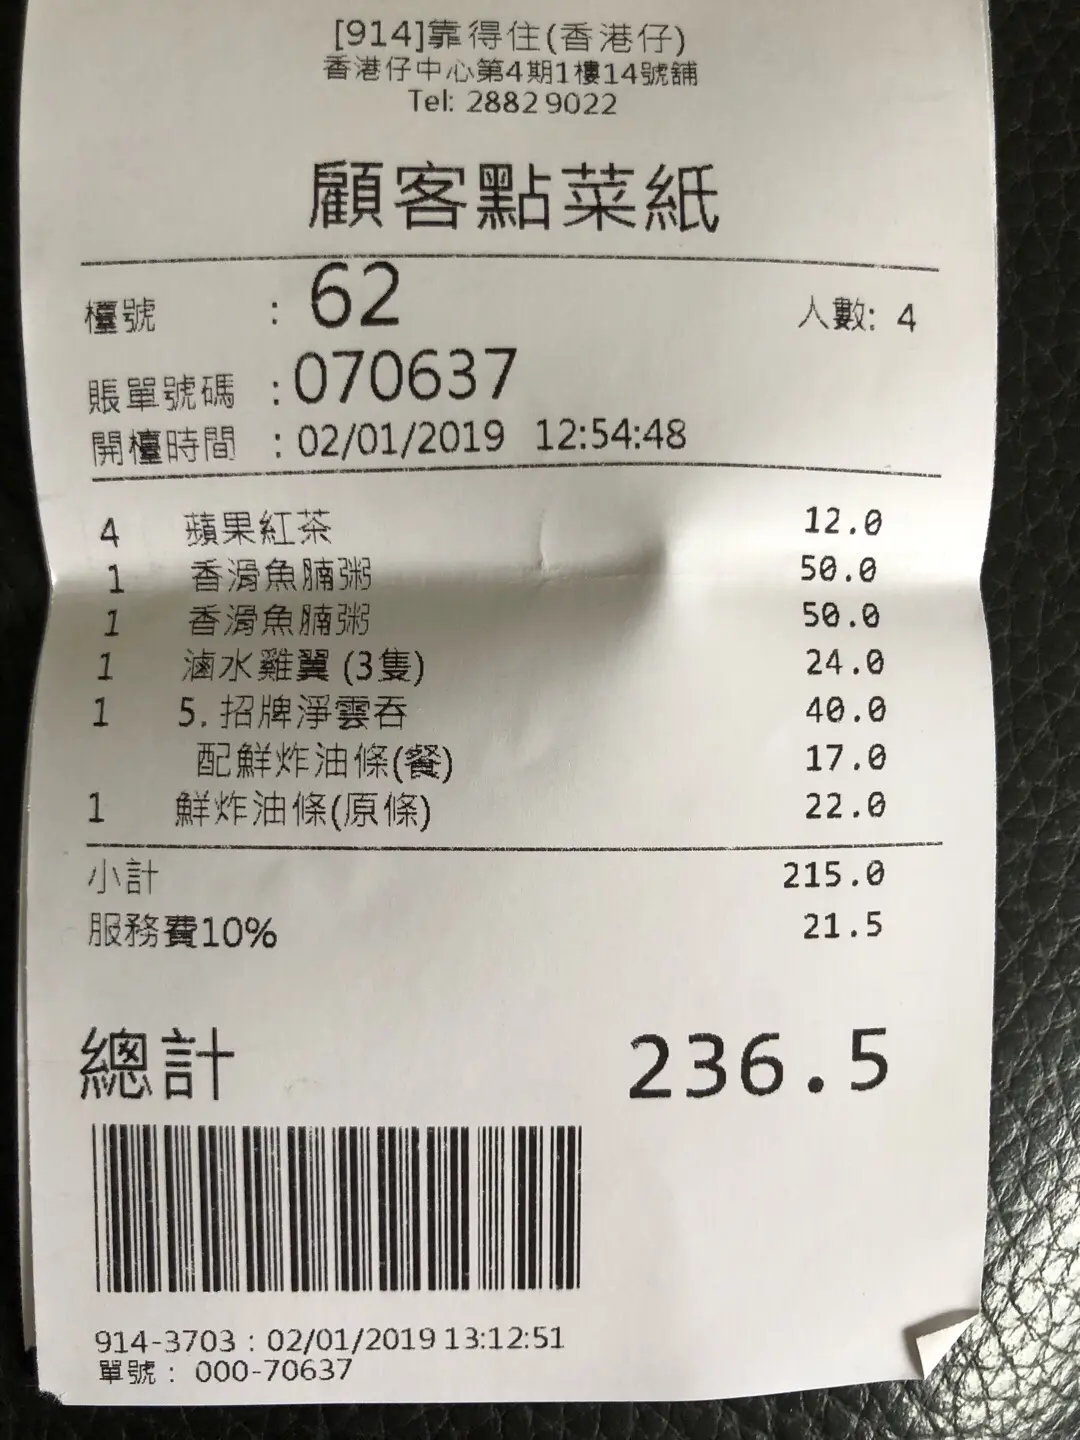 [914]靠得住(香港仔)
香港仔中心第4期1樓14號舖
Tel: 2882 9022
顧客點菜紙
檯號 : 62 人數: 4
賬單號碼 : 070637
開檯時間 : 02/01/2019 12:54:48
4 蘋果紅茶 12.0
1 香滑魚腩粥 50.0
1 香滑魚腩粥 50.0
1 滷水雞翼 (3隻) 24.0
1 5. 招牌淨雲吞 40.0
配鮮炸油條(餐) 17.0
1 鮮炸油條(原條) 22.0
小計 215.0
服務費10% 21.5
總計 236.5
914-3703 : 02/01/2019 13:12:51
單號 : 000-70637